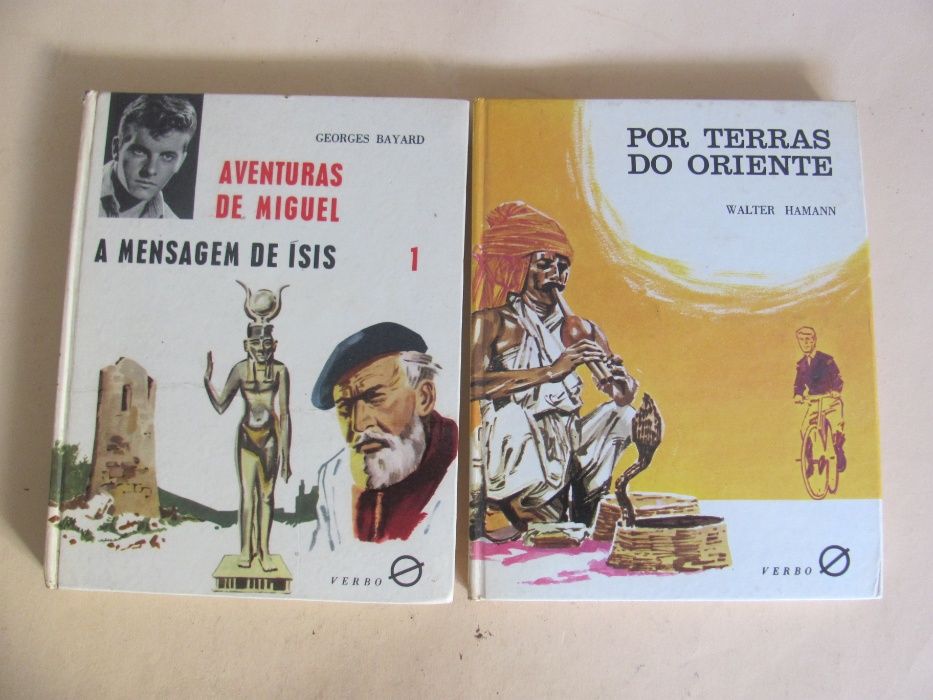 GEORGES BAYARD
AVENTURAS
DE MIGUEL
A MENSAGEM DE ÍSIS 1
VERBO
POR TERRAS
DO ORIENTE
WALTER HAMANN
VERBO